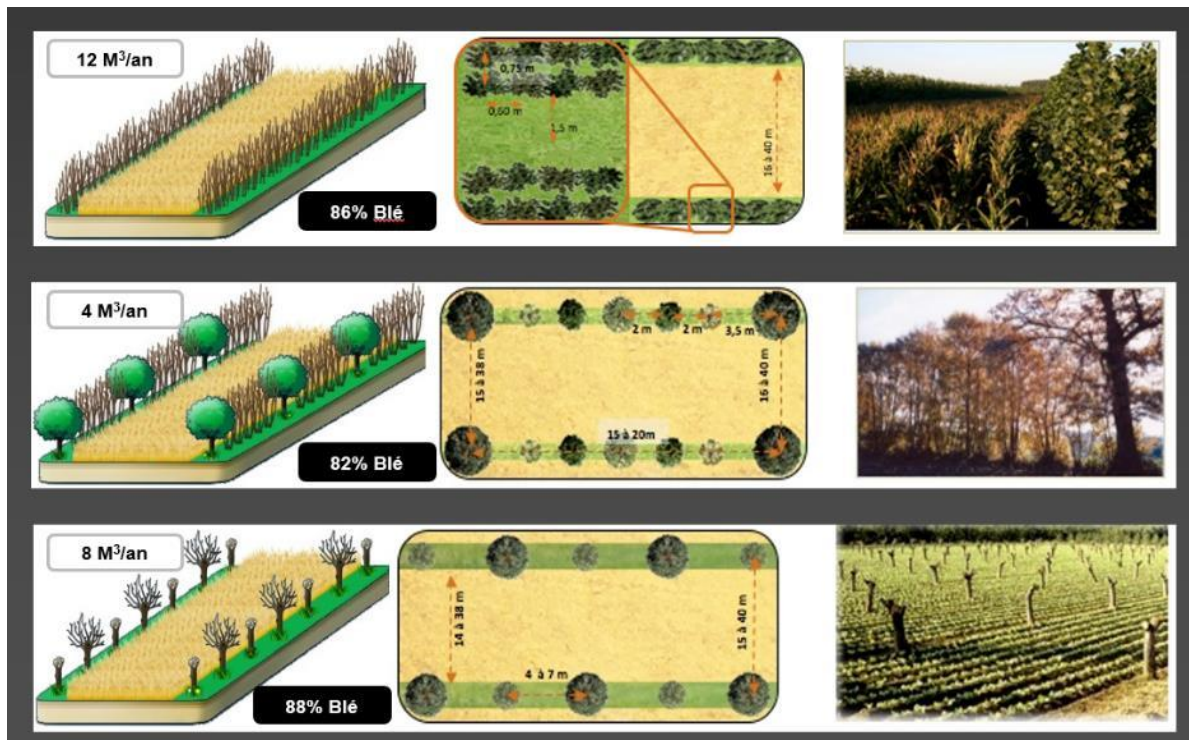 12 M³/an
86% Blé
0,75 m
0,60 m
1,5 m
16 à 40 m
4 M³/an
82% Blé
15 à 38 m
2 m
2 m
3,5 m
16 à 40 m
15 à 20m
8 M³/an
88% Blé
14 à 38 m
4 à 7 m
15 à 40 m